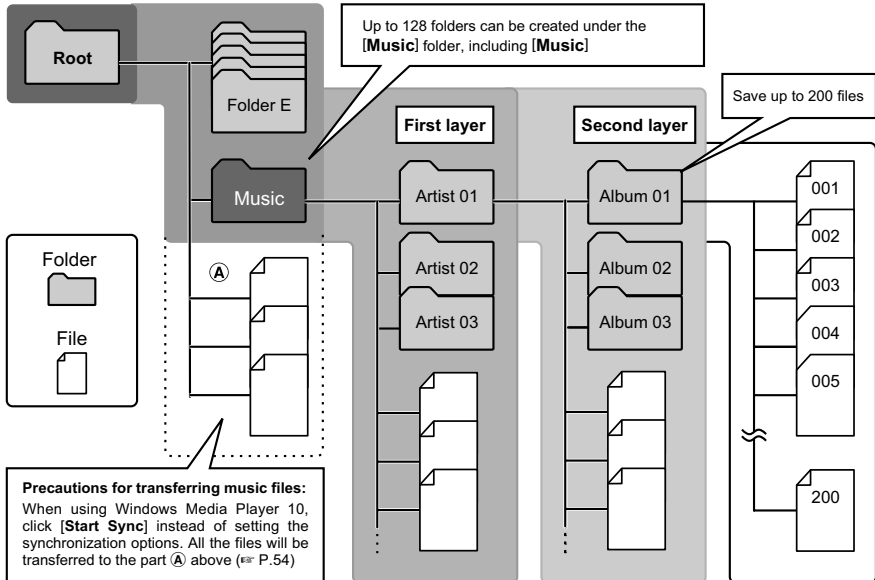 Root
Folder E
Music
Up to 128 folders can be created under the
[Music] folder, including [Music]
First layer
Second layer
Save up to 200 files
Artist 01
Artist 02
Artist 03
Album 01
Album 02
Album 03
001
002
003
004
005
200
Folder
File
Ⓐ
Precautions for transferring music files:
When using Windows Media Player 10,
click [Start Sync] instead of setting the
synchronization options. All the files will be
transferred to the part Ⓐ above (☞ P.54)